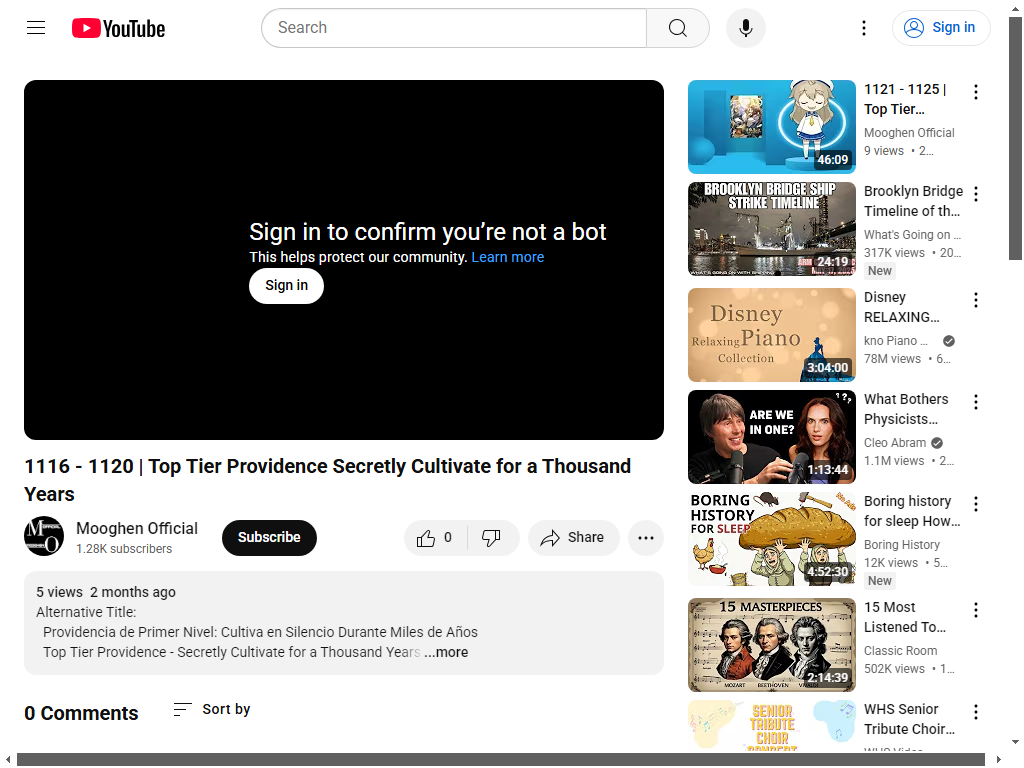 YouTube
Search
Sign in
Sign in to confirm you're not a bot
This helps protect our community. Learn more
Sign in
1116 - 1120 | Top Tier Providence Secretly Cultivate for a Thousand
Years
Mooghen Official
1.28K subscribers
Subscribe
0
Share
5 views 2 months ago
Alternative Title:
Providencia de Primer Nivel: Cultiva en Silencio Durante Miles de Años
Top Tier Providence - Secretly Cultivate for a Thousand Years ...more
0 Comments
Sort by
46:09
1121 - 1125 |
Top Tier...
Mooghen Official
9 views • 2...
BROOKLYN BRIDGE SHIP
STRIKE TIMELINE
24:19
Brooklyn Bridge
Timeline of th...
What's Going on ...
317K views • 20...
New
Disney
Relaxing Piano
Collection
3:04:00
Disney
RELAXING...
kno Piano ...
78M views • 6...
? ? ?
ARE WE
IN ONE?
1:13:44
What Bothers
Physicists...
Cleo Abram
1.1M views • 2...
BORING
HISTORY
FOR SLEEP
No Ads
4:52:30
Boring history
for sleep How...
Boring History
12K views • 5...
New
15 MASTERPIECES
MOZART BEETHOVEN
2:14:39
15 Most
Listened To...
Classic Room
502K views • 1...
SENIOR
TRIBUTE
CHOIR
CONCERT
WHS Senior
Tribute Choir...
WHS Video